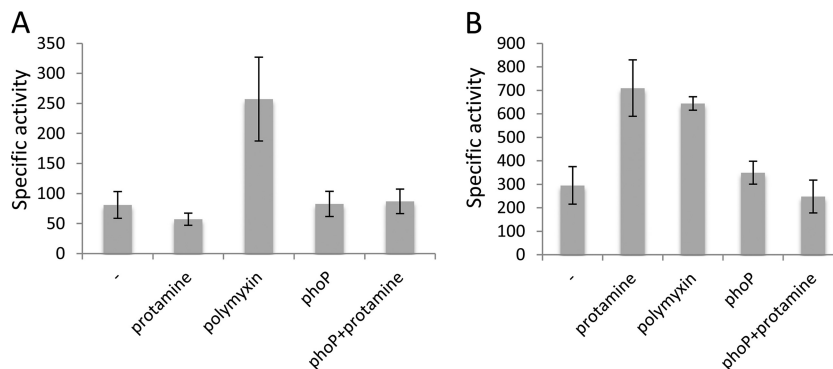 A
Specific activity
350
300
250
200
150
100
50
0
-
protamine
polymyxin
phoP
phoP+protamine
B
Specific activity
900
800
700
600
500
400
300
200
100
0
-
protamine
polymyxin
phoP
phoP+protamine